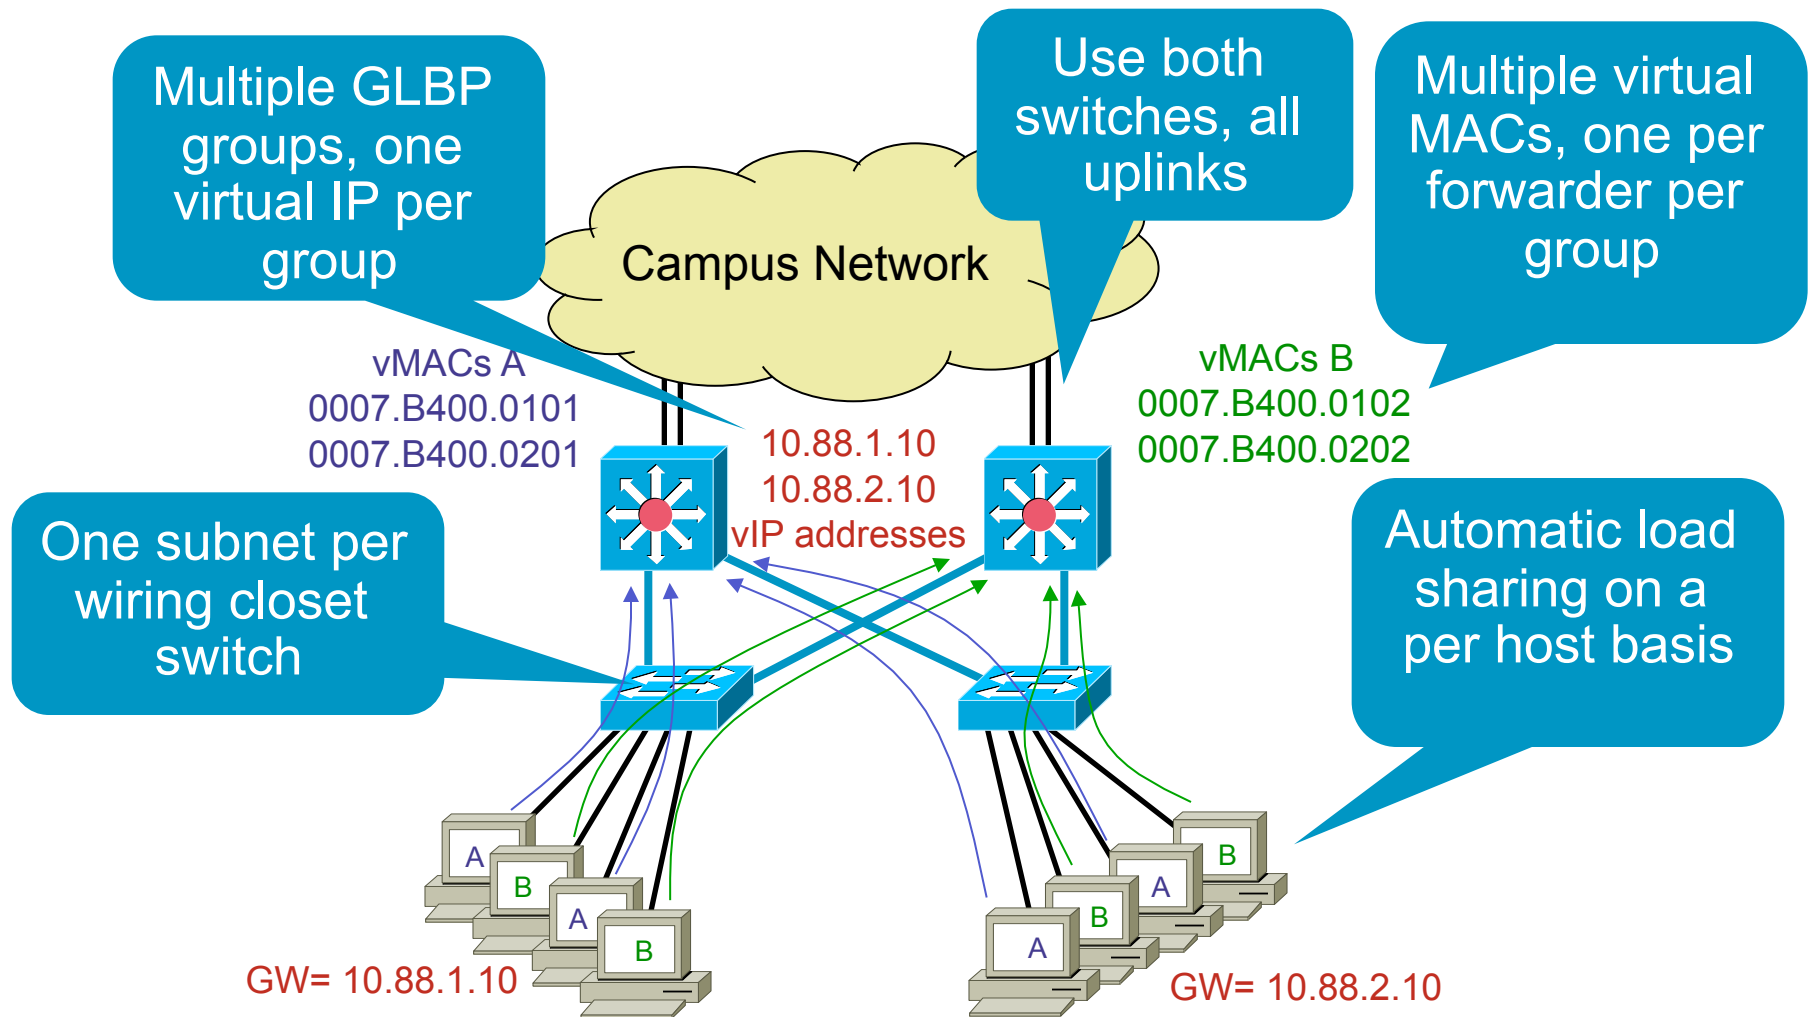 Multiple GLBP
groups, one
virtual IP per
group
Use both
switches, all
uplinks
Multiple virtual
MACs, one per
forwarder per
group
Campus Network
vMACs A
0007.B400.0101
0007.B400.0201
10.88.1.10
10.88.2.10
vIP addresses
vMACs B
0007.B400.0102
0007.B400.0202
One subnet per
wiring closet
switch
Automatic load
sharing on a
per host basis
A
B
A
B
GW= 10.88.1.10
A
B
A
B
GW= 10.88.2.10